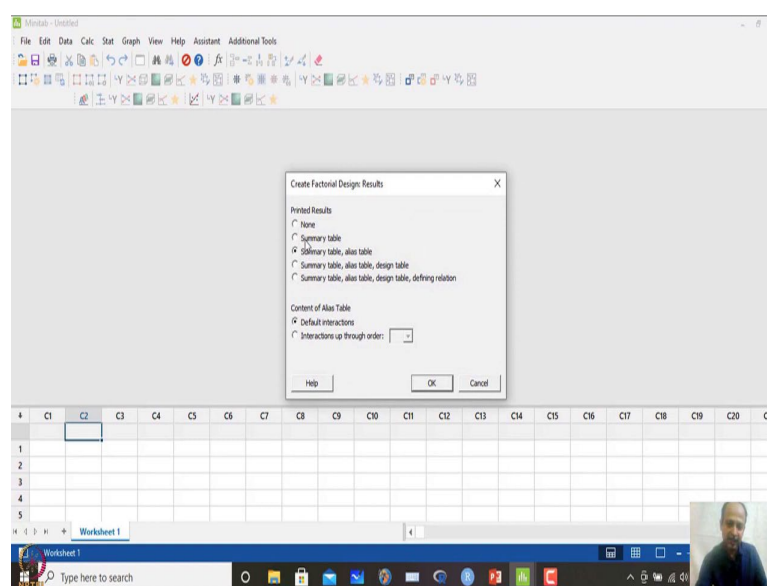 Minitab - Untitled
File Edit Data Calc Stat Graph View Help Assistant Additional Tools
Create Factorial Design: Results X
Printed Results
None
Summary table
Summary table, alias table
Summary table, alias table, design table
Summary table, alias table, design table, defining relation
Content of Alias Table
Default interactions
Interactions up through order:
Help OK Cancel
C1 C2 C3 C4 C5 C6 C7 C8 C9 C10 C11 C12 C13 C14 C15 C16 C17 C18 C19 C20
1
2
3
4
5
Worksheet 1
Worksheet 1
Type here to search
NPTEL